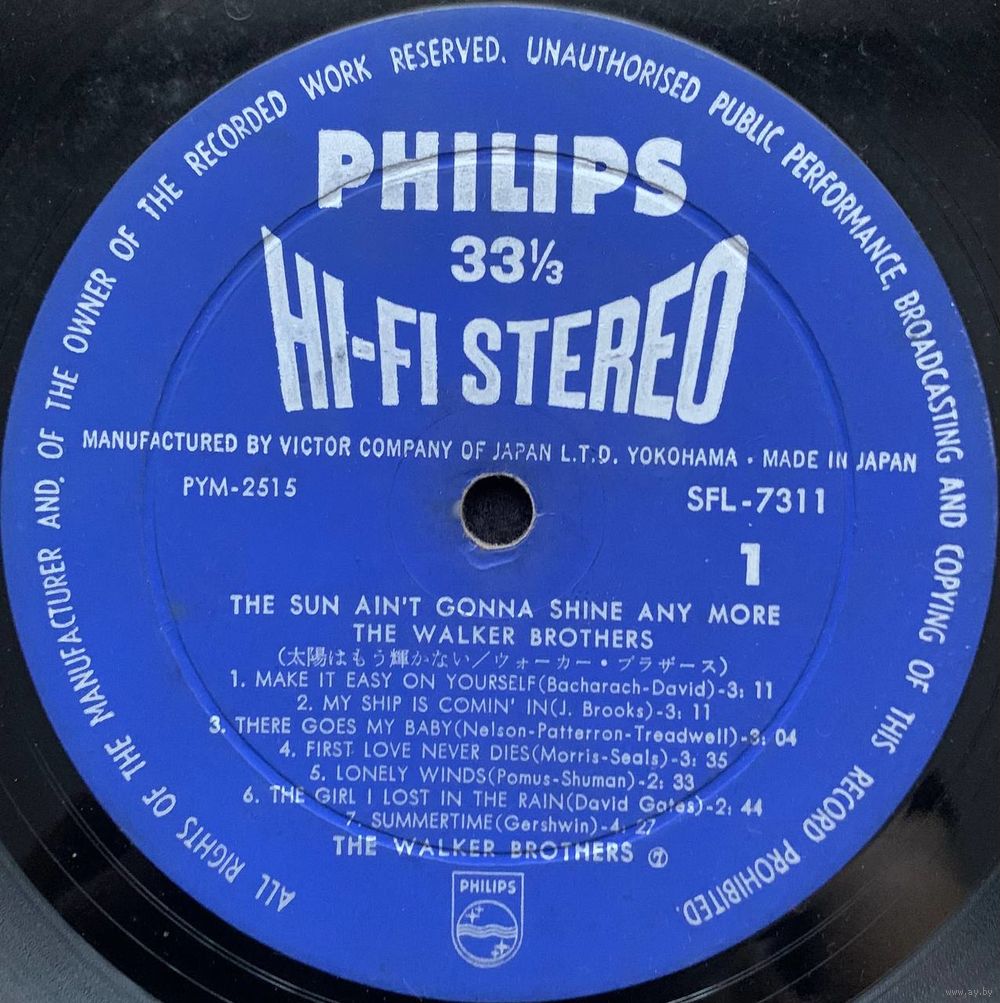 ALL RIGHTS OF THE MANUFACTURER AND, OF THE OWNER OF THE RECORDED WORK RESERVED. UNAUTHORISED PUBLIC PERFORMANCE, BROADCASTING AND COPYING OF THIS RECORD PROHIBITED.
PHILIPS
33⅓
HI-FI STEREO
MANUFACTURED BY VICTOR COMPANY OF JAPAN L.T.D. YOKOHAMA • MADE IN JAPAN
PYM-2515
SFL-7311
1
THE SUN AIN'T GONNA SHINE ANY MORE
THE WALKER BROTHERS
(太陽はもう輝かない／ウォーカー・ブラザース)
1. MAKE IT EASY ON YOURSELF(Bacharach-David)-3: 11
2. MY SHIP IS COMIN' IN(J. Brooks)-3: 11
3. THERE GOES MY BABY(Nelson-Patterron-Treadwell)-3: 04
4. FIRST LOVE NEVER DIES(Morris-Seals)-3: 35
5. LONELY WINDS(Pomus-Shuman)-2: 33
6. THE GIRL I LOST IN THE RAIN(David Gates)-2: 44
7. SUMMERTIME(Gershwin)-4: 27
THE WALKER BROTHERS
PHILIPS
www.ay.by